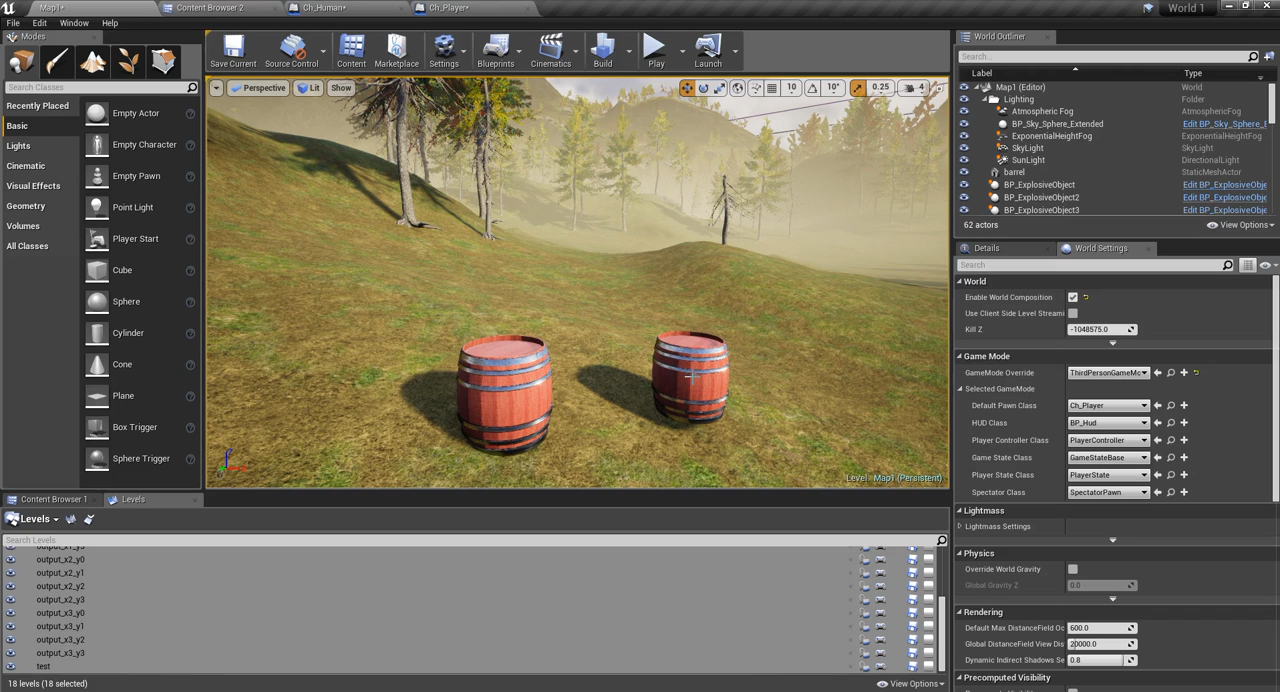 Map1*
Content Browser 2
Ch_Human*
Ch_Player*
World 1
File Edit Window Help
Modes
Search Classes
Recently Placed
Basic
Lights
Cinematic
Visual Effects
Geometry
Volumes
All Classes
Empty Actor
Empty Character
Empty Pawn
Point Light
Player Start
Cube
Sphere
Cylinder
Cone
Plane
Box Trigger
Sphere Trigger
Save Current
Source Control
Content
Marketplace
Settings
Blueprints
Cinematics
Build
Play
Launch
Perspective Lit Show 10 10° 0.25 4
Level: Map1 (Persistent)
World Outliner
Search...
Label Type
Map1 (Editor) World
Lighting Folder
Atmospheric Fog AtmosphericFog
BP_Sky_Sphere_Extended Edit BP_Sky_Sphere_E
ExponentialHeightFog ExponentialHeightFog
SkyLight SkyLight
SunLight DirectionalLight
barrel StaticMeshActor
BP_ExplosiveObject Edit BP_ExplosiveObje
BP_ExplosiveObject2 Edit BP_ExplosiveObje
BP_ExplosiveObject3 Edit BP_ExplosiveObje
62 actors View Options
Details
World Settings
Search
World
Enable World Composition
Use Client Side Level Streami
Kill Z -1048575.0
Game Mode
GameMode Override ThirdPersonGameMo
Selected GameMode
Default Pawn Class Ch_Player
HUD Class BP_Hud
Player Controller Class PlayerController
Game State Class GameStateBase
Player State Class PlayerState
Spectator Class SpectatorPawn
Lightmass
Lightmass Settings
Physics
Override World Gravity
Global Gravity Z 0.0
Rendering
Default Max DistanceField Oc 600.0
Global DistanceField View Dis 20000.0
Dynamic Indirect Shadows Se 0.8
Precomputed Visibility
Content Browser 1
Levels
Levels
Search Levels
output_x1_y3
output_x2_y0
output_x2_y1
output_x2_y2
output_x2_y3
output_x3_y0
output_x3_y1
output_x3_y2
output_x3_y3
test
18 levels (18 selected) View Options